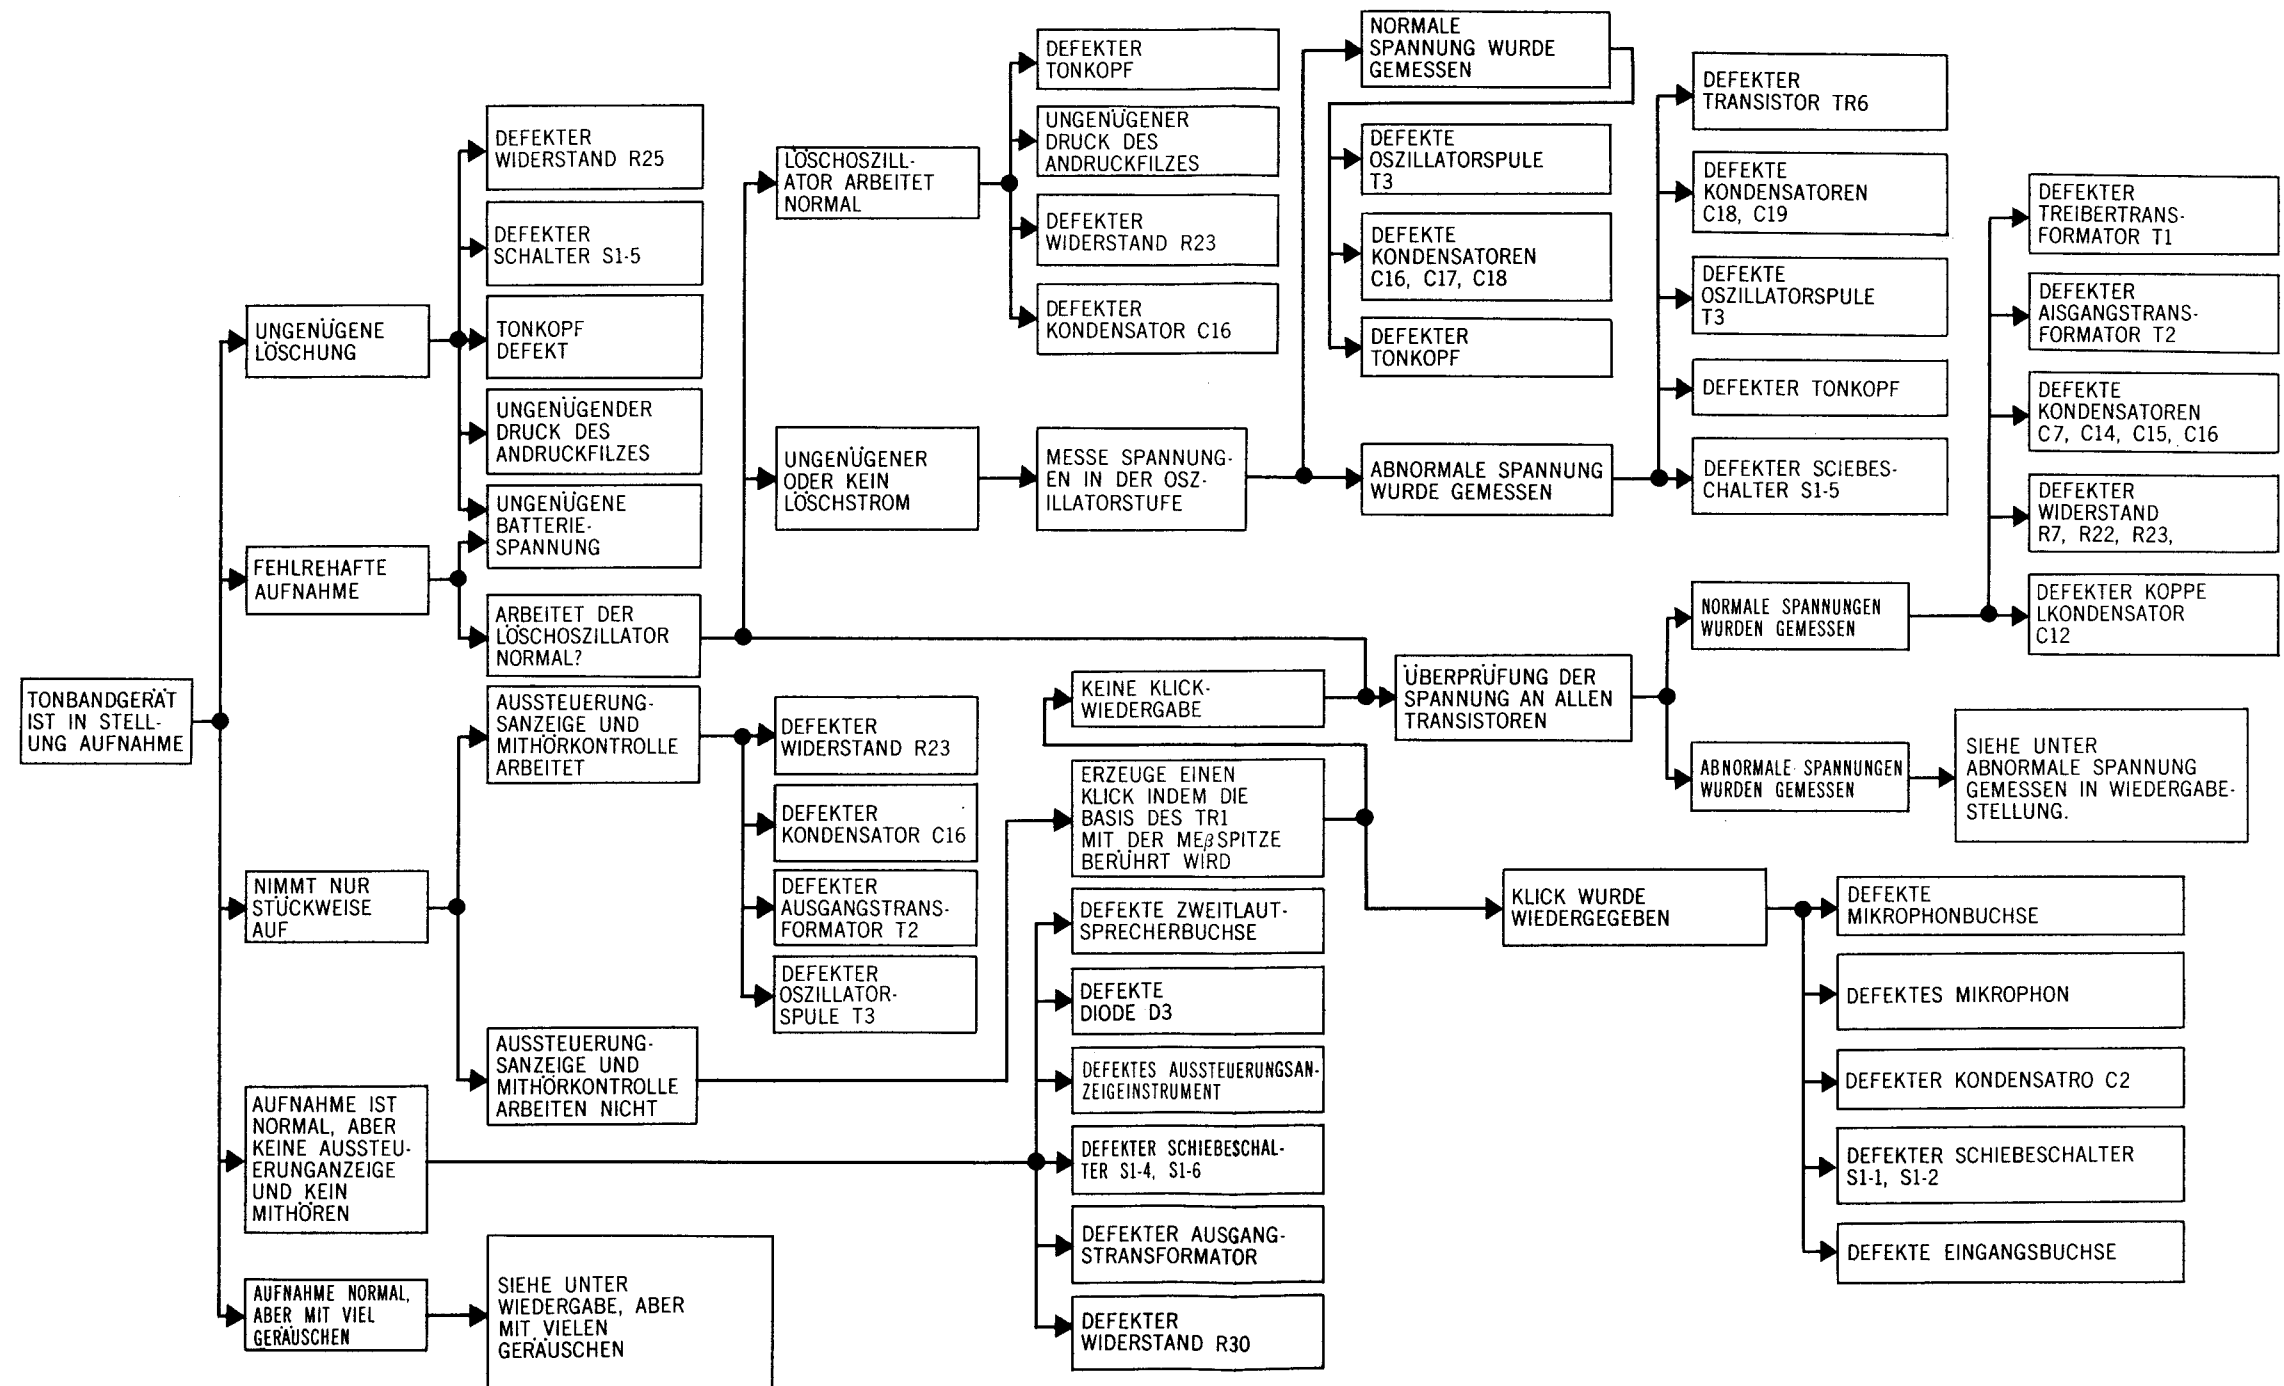 TONBANDGERÄT
IST IN STELL-
UNG AUFNAHME
UNGENÜGENE
LÖSCHUNG
FEHLREHAFTE
AUFNAHME
NIMMT NUR
STÜCKWEISE
AUF
AUFNAHME IST
NORMAL, ABER
KEINE AUSSTEU-
ERUNGANZEIGE
UND KEIN
MITHÖREN
AUFNAHME NORMAL,
ABER MIT VIEL
GERÄUSCHEN
DEFEKTER
WIDERSTAND R25
DEFEKTER
SCHALTER S1-5
TONKOPF
DEFEKT
UNGENÜGENDER
DRUCK DES
ANDRUCKFILZES
UNGENÜGENE
BATTERIE-
SPANNUNG
ARBEITET DER
LÖSCHOSZILLATOR
NORMAL?
AUSSTEUERUNG-
SANZEIGE UND
MITHÖRKONTROLLE
ARBEITET
AUSSTEUERUNG-
SANZEIGE UND
MITHÖRKONTROLLE
ARBEITEN NICHT
SIEHE UNTER
WIEDERGABE, ABER
MIT VIELEN
GERÄUSCHEN
LÖSCHOSZILL-
ATOR ARBEITET
NORMAL
UNGENÜGENER
ODER KEIN
LÖSCHSTROM
DEFEKTER
WIDERSTAND R23
DEFEKTER
KONDENSATOR C16
DEFEKTER
AUSGANGSTRANS-
FORMATOR T2
DEFEKTER
OSZILLATOR-
SPULE T3
DEFEKTER
TONKOPF
UNGENÜGENER
DRUCK DES
ANDRUCKFILZES
DEFEKTER
WIDERSTAND R23
DEFEKTER
KONDENSATOR C16
MESSE SPANNUNG-
EN IN DER OSZ-
ILLATORSTUFE
KEINE KLICK-
WIEDERGABE
ERZEUGE EINEN
KLICK INDEM DIE
BASIS DES TR1
MIT DER MEβSPITZE
BERÜHRT WIRD
DEFEKTE ZWEITLAUT-
SPRECHERBUCHSE
DEFEKTE
DIODE D3
DEFEKTES AUSSTEUERUNGSAN-
ZEIGEINSTRUMENT
DEFEKTER SCHIEBESCHAL-
TER S1-4, S1-6
DEFEKTER AUSGANG-
STRANSFORMATOR
DEFEKTER
WIDERSTAND R30
NORMALE
SPANNUNG WURDE
GEMESSEN
DEFEKTE
OSZILLATORSPULE
T3
DEFEKTE
KONDENSATOREN
C16, C17, C18
DEFEKTER
TONKOPF
ABNORMALE SPANNUNG
WURDE GEMESSEN
ÜBERPRÜFUNG DER
SPANNUNG AN ALLEN
TRANSISTOREN
KLICK WURDE
WIEDERGEGEBEN
DEFEKTER
TRANSISTOR TR6
DEFEKTE
KONDENSATOREN
C18, C19
DEFEKTE
OSZILLATORSPULE
T3
DEFEKTER TONKOPF
DEFEKTER SCIEBES-
CHALTER S1-5
NORMALE SPANNUNGEN
WURDEN GEMESSEN
ABNORMALE SPANNUNGEN
WURDEN GEMESSEN
DEFEKTER
TREIBERTRANS-
FORMATOR T1
DEFEKTER
AISGANGSTRANS-
FORMATOR T2
DEFEKTE
KONDENSATOREN
C7, C14, C15, C16
DEFEKTER
WIDERSTAND
R7, R22, R23,
DEFEKTER KOPPE
LKONDENSATOR
C12
SIEHE UNTER
ABNORMALE SPANNUNG
GEMESSEN IN WIEDERGABE-
STELLUNG.
DEFEKTE
MIKROPHONBUCHSE
DEFEKTES MIKROPHON
DEFEKTER KONDENSATRO C2
DEFEKTER SCHIEBESCHALTER
S1-1, S1-2
DEFEKTE EINGANGSBUCHSE